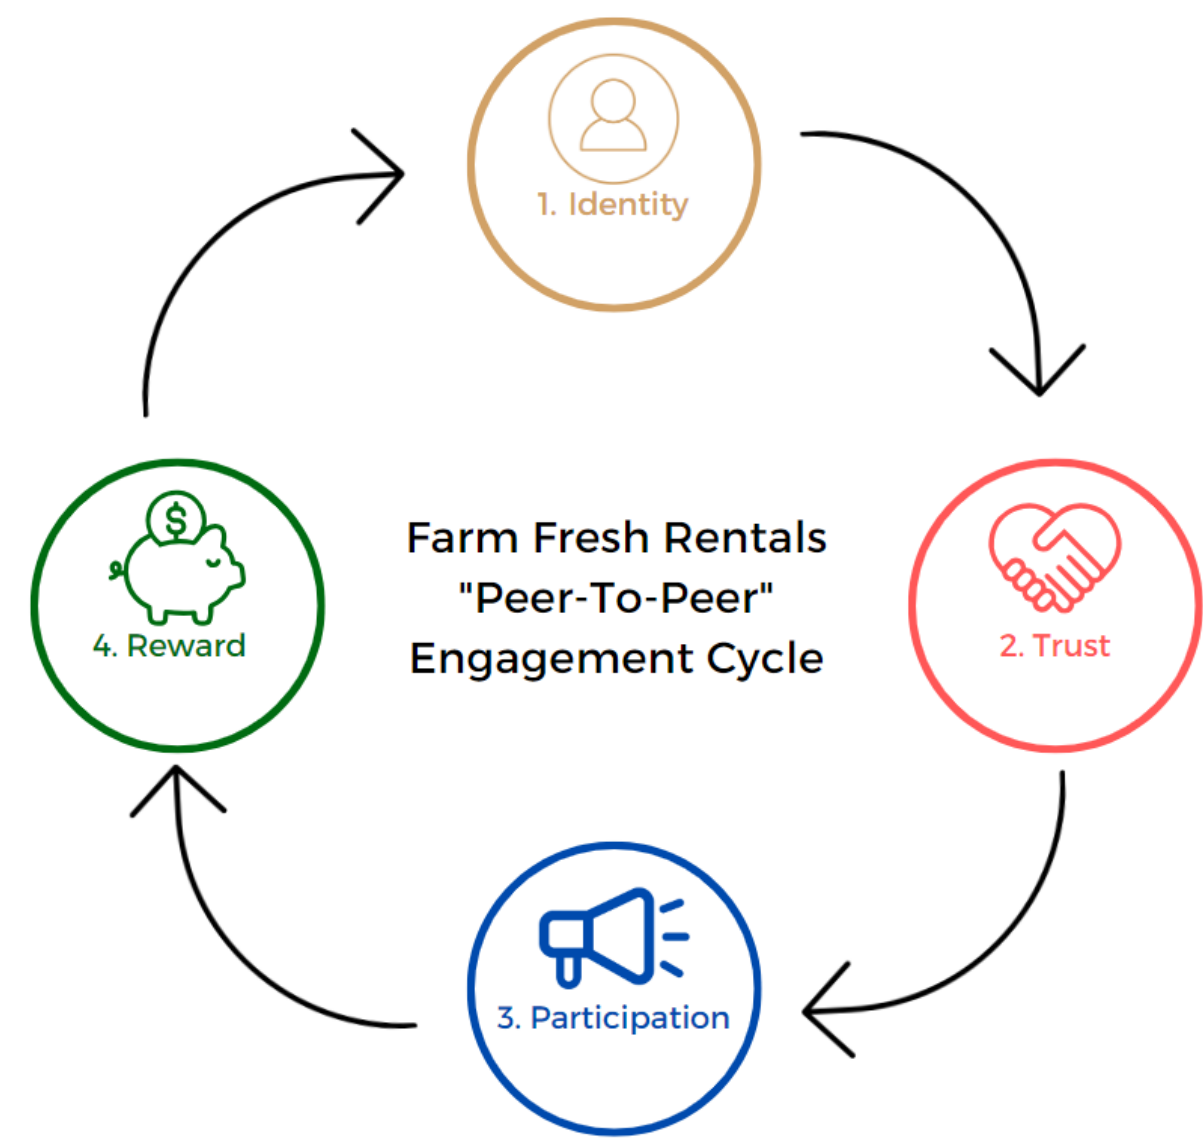 1. Identity
Farm Fresh Rentals
"Peer-To-Peer"
Engagement Cycle
$
4. Reward
2. Trust
3. Participation